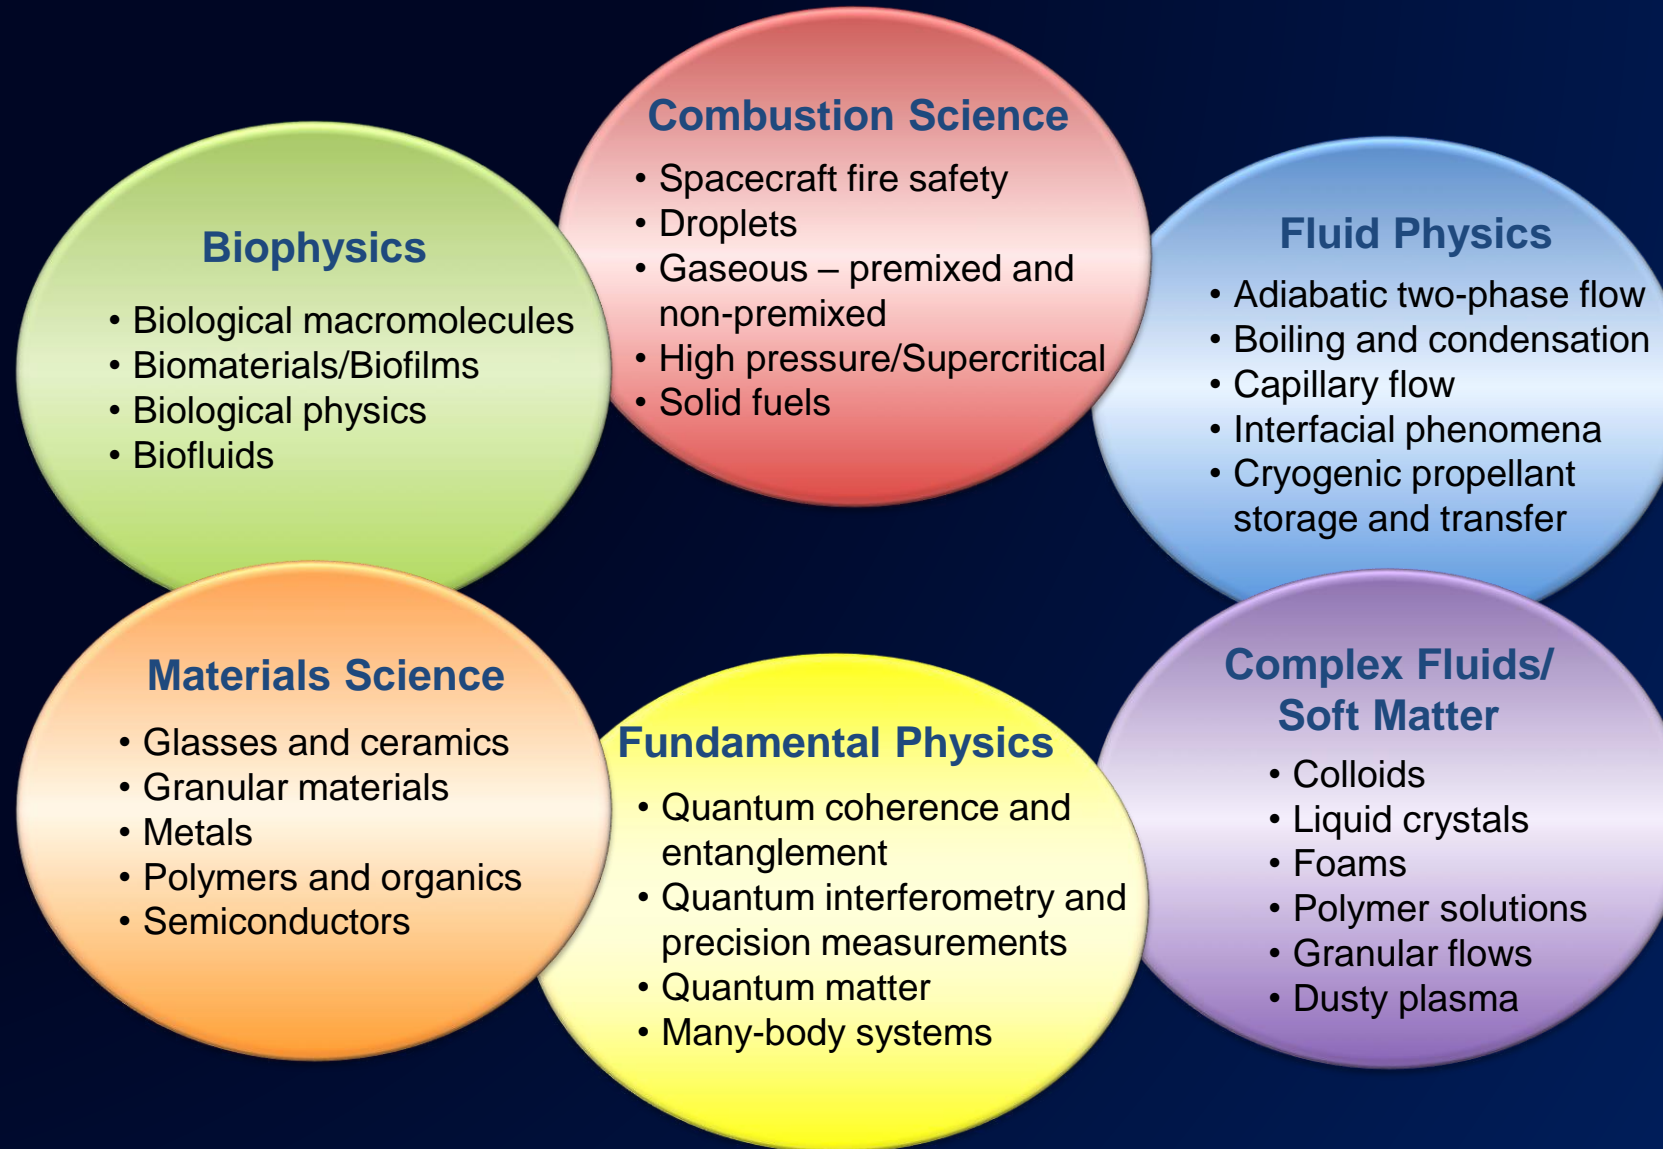 Combustion Science
• Spacecraft fire safety
• Droplets
• Gaseous – premixed and
non-premixed
• High pressure/Supercritical
• Solid fuels
Biophysics
• Biological macromolecules
• Biomaterials/Biofilms
• Biological physics
• Biofluids
Fluid Physics
• Adiabatic two-phase flow
• Boiling and condensation
• Capillary flow
• Interfacial phenomena
• Cryogenic propellant
storage and transfer
Materials Science
• Glasses and ceramics
• Granular materials
• Metals
• Polymers and organics
• Semiconductors
Fundamental Physics
• Quantum coherence and
entanglement
• Quantum interferometry and
precision measurements
• Quantum matter
• Many-body systems
Complex Fluids/
Soft Matter
• Colloids
• Liquid crystals
• Foams
• Polymer solutions
• Granular flows
• Dusty plasma